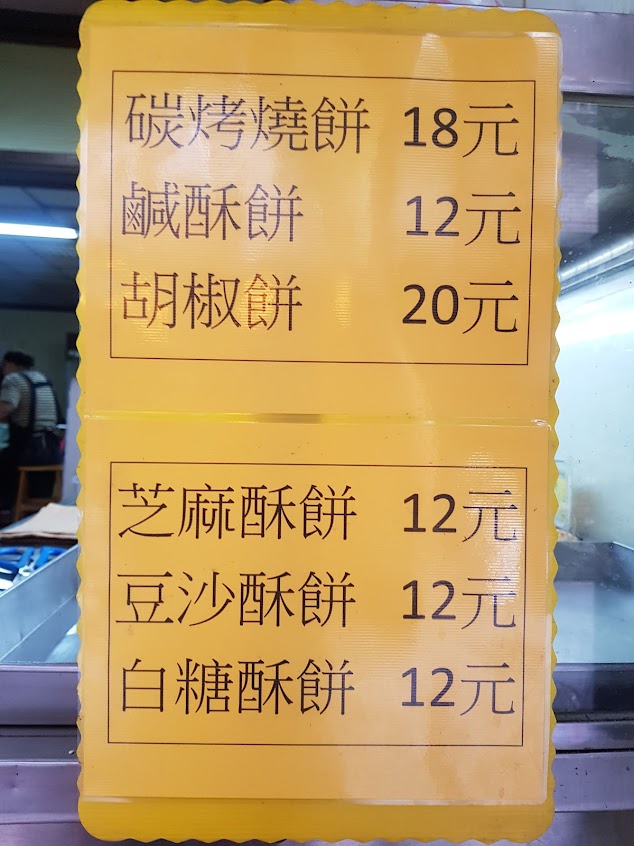 碳烤燒餅 18元
鹹酥餅 12元
胡椒餅 20元
芝麻酥餅 12元
豆沙酥餅 12元
白糖酥餅 12元